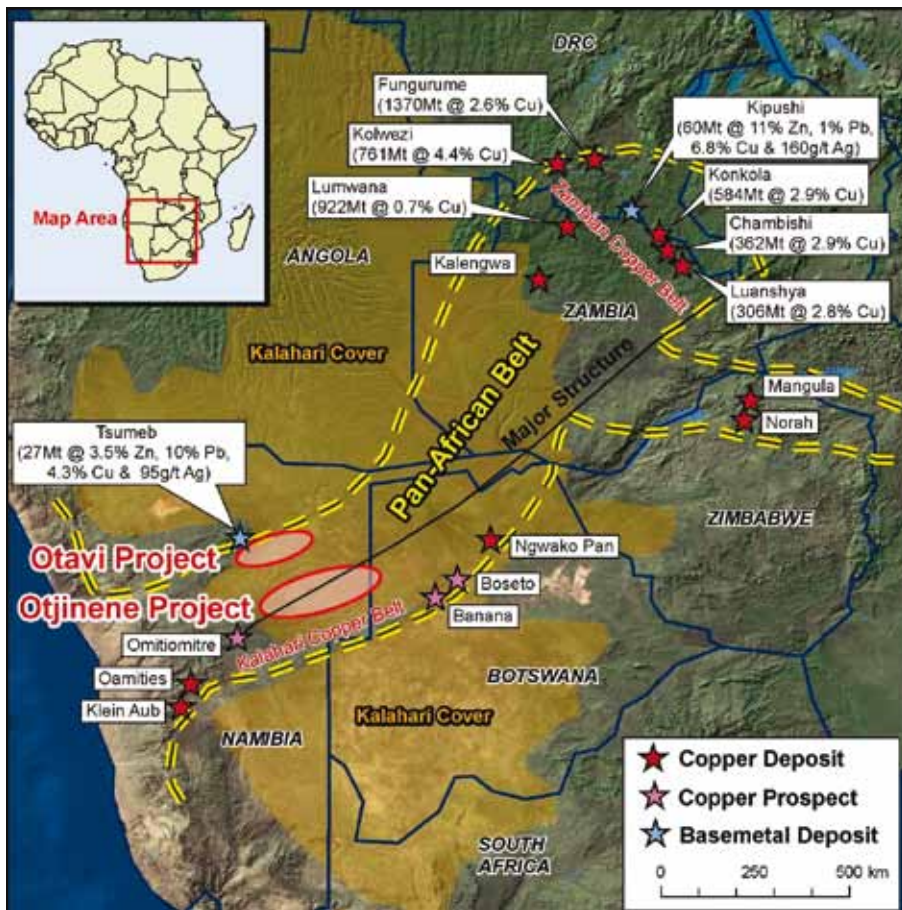 Map Area
DRC
Fungurume
(1370Mt @ 2.6% Cu)
Kipushi
(60Mt @ 11% Zn, 1% Pb,
6.8% Cu & 160g/t Ag)
Kolwezi
(761Mt @ 4.4% Cu)
Konkola
(584Mt @ 2.9% Cu)
Lumwana
(922Mt @ 0.7% Cu)
Zambian Copper Belt
Chambishi
(362Mt @ 2.9% Cu)
ANGOLA
Kalengwa
Luanshya
(306Mt @ 2.8% Cu)
ZAMBIA
Kalahari Cover
Major Structure
Pan-African Belt
Mangula
Norah
Tsumeb
(27Mt @ 3.5% Zn, 10% Pb,
4.3% Cu & 95g/t Ag)
ZIMBABWE
Otavi Project
Ngwako Pan
Otjinene Project
Boseto
Banana
Kalahari Copper Belt
Omitiomitre
Oamities
BOTSWANA
Klein Aub
Kalahari Cover
NAMIBIA
SOUTH
AFRICA
Copper Deposit
Copper Prospect
Basemetal Deposit
0 250 500 km